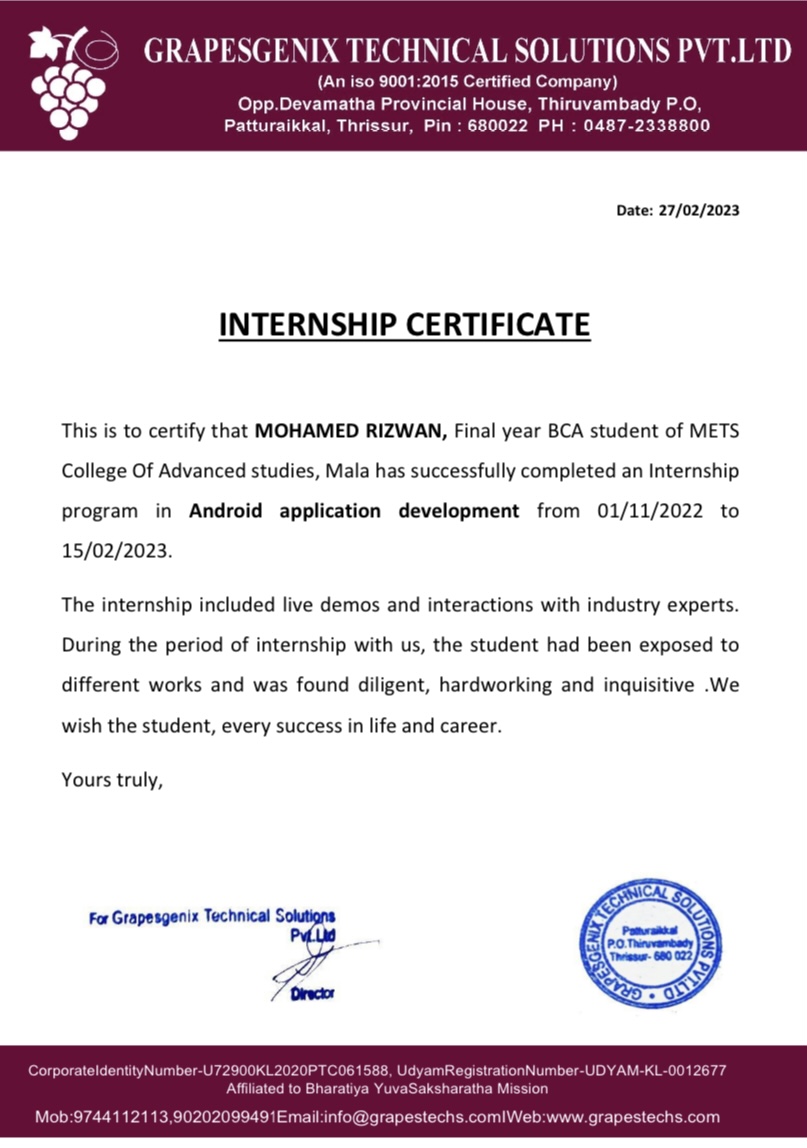 GRAPESGENIX TECHNICAL SOLUTIONS PVT.LTD
(An iso 9001:2015 Certified Company)
Opp.Devamatha Provincial House, Thiruvambady P.O,
Patturaikkal, Thrissur, Pin : 680022 PH : 0487-2338800
Date: 27/02/2023
INTERNSHIP CERTIFICATE
This is to certify that MOHAMED RIZWAN, Final year BCA student of METS
College Of Advanced studies, Mala has successfully completed an Internship
program in Android application development from 01/11/2022 to
15/02/2023.
The internship included live demos and interactions with industry experts.
During the period of internship with us, the student had been exposed to
different works and was found diligent, hardworking and inquisitive .We
wish the student, every success in life and career.
Yours truly,
For Grapesgenix Technical Solutions
Pvt.Ltd
Director
GRAPESGENIX TECHNICAL SOLUTIONS PVT.LTD
Patturaikkal
P.O.Thiruvambady
Thrissur- 680 022
CorporateIdentityNumber-U72900KL2020PTC061588, UdyamRegistrationNumber-UDYAM-KL-0012677
Affiliated to Bharatiya YuvaSaksharatha Mission
Mob:9744112113,90202099491Email:info@grapestechs.comIWeb:www.grapestechs.com